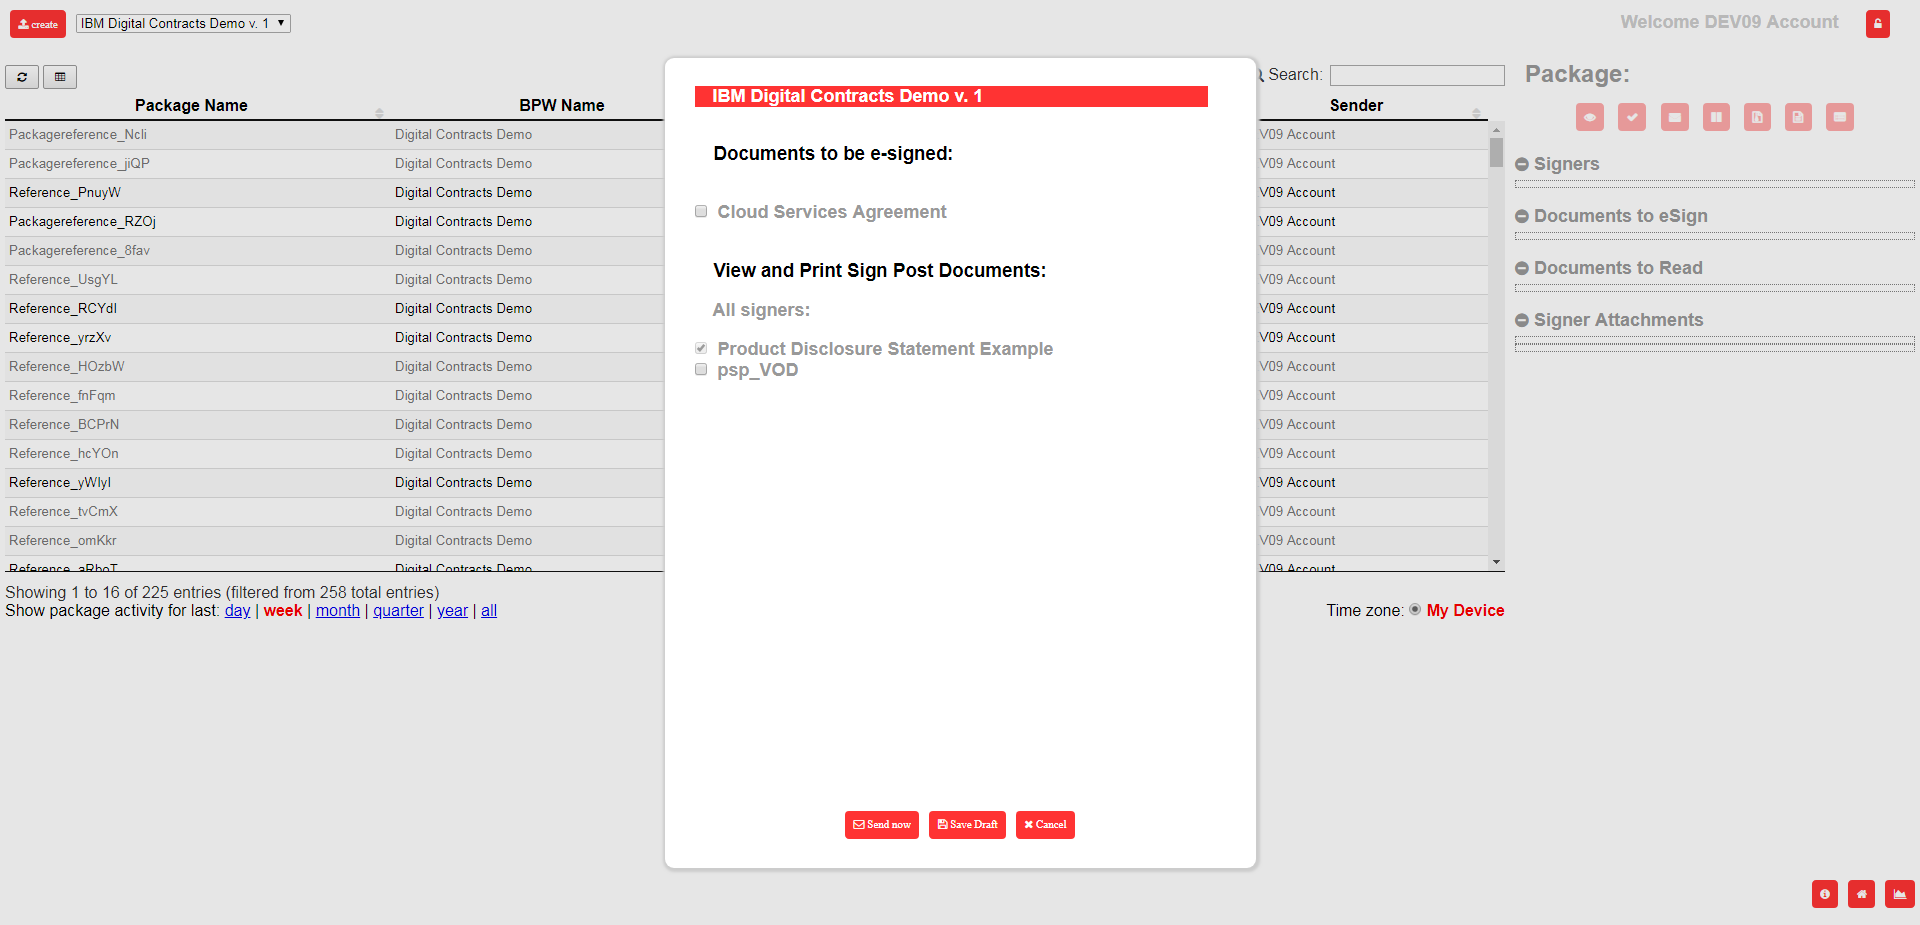 create IBM Digital Contracts Demo v. 1 Welcome DEV09 Account
Search: Package:
Package Name BPW Name Sender
Packagereference_Ncli Digital Contracts Demo V09 Account
Packagereference_jiQP Digital Contracts Demo V09 Account
Reference_PnuyW Digital Contracts Demo V09 Account
Packagereference_RZOj Digital Contracts Demo V09 Account
Packagereference_8fav Digital Contracts Demo V09 Account
Reference_UsgYL Digital Contracts Demo V09 Account
Reference_RCYdI Digital Contracts Demo V09 Account
Reference_yrzXv Digital Contracts Demo V09 Account
Reference_HOzbW Digital Contracts Demo V09 Account
Reference_fnFqm Digital Contracts Demo V09 Account
Reference_BCPrN Digital Contracts Demo V09 Account
Reference_hcYOn Digital Contracts Demo V09 Account
Reference_yWIyI Digital Contracts Demo V09 Account
Reference_tvCmX Digital Contracts Demo V09 Account
Reference_omKkr Digital Contracts Demo V09 Account
Digital Contracts Demo V09 Account
Showing 1 to 16 of 225 entries (filtered from 258 total entries)
Show package activity for last: day | week | month | quarter | year | all
Time zone: My Device
IBM Digital Contracts Demo v. 1
Documents to be e-signed:
Cloud Services Agreement
View and Print Sign Post Documents:
All signers:
Product Disclosure Statement Example
psp_VOD
Send now Save Draft Cancel
Signers
Documents to eSign
Documents to Read
Signer Attachments